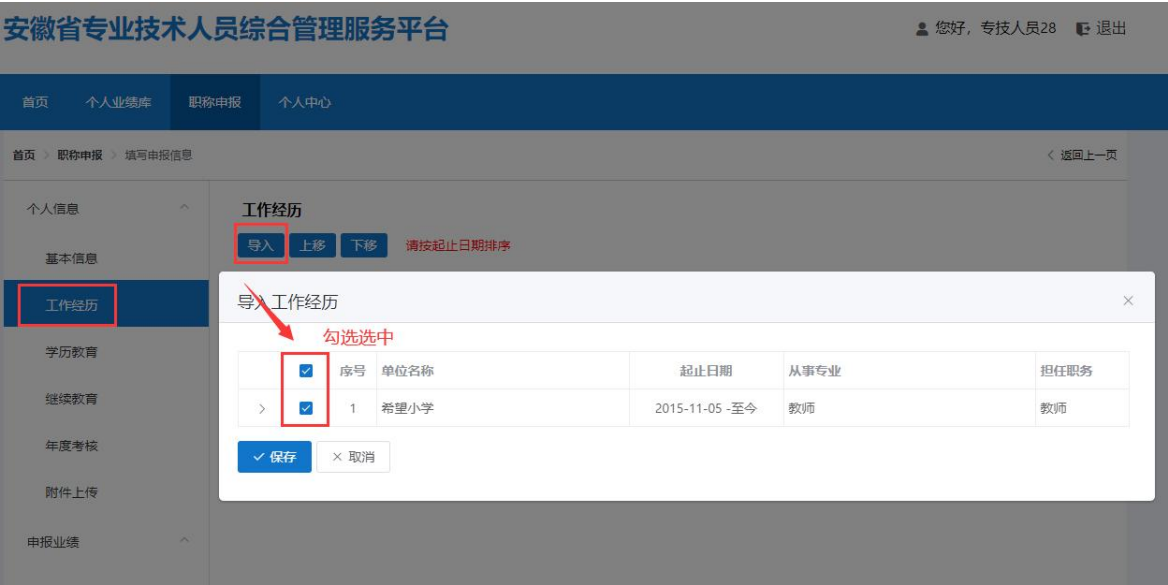 安徽省专业技术人员综合管理服务平台
您好，专技人员28 退出
首页 个人业绩库 职称申报 个人中心
首页 > 职称申报 > 填写申报信息 < 返回上一页
个人信息
基本信息
工作经历
学历教育
继续教育
年度考核
附件上传
申报业绩
工作经历
导入 上移 下移 请按起止日期排序
导入工作经历 ×
勾选选中
序号 单位名称 起止日期 从事专业 担任职务
> 1 希望小学 2015-11-05 -至今 教师 教师
保存 × 取消